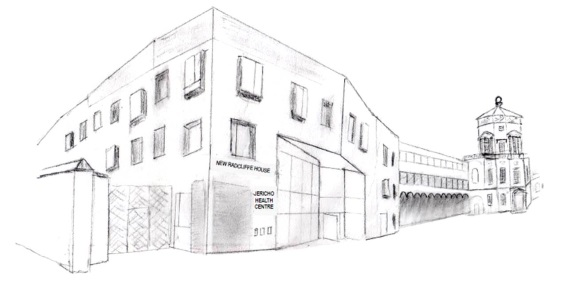 NEW RADCLIFFE HOUSE
JERICHO
HEALTH
CENTRE